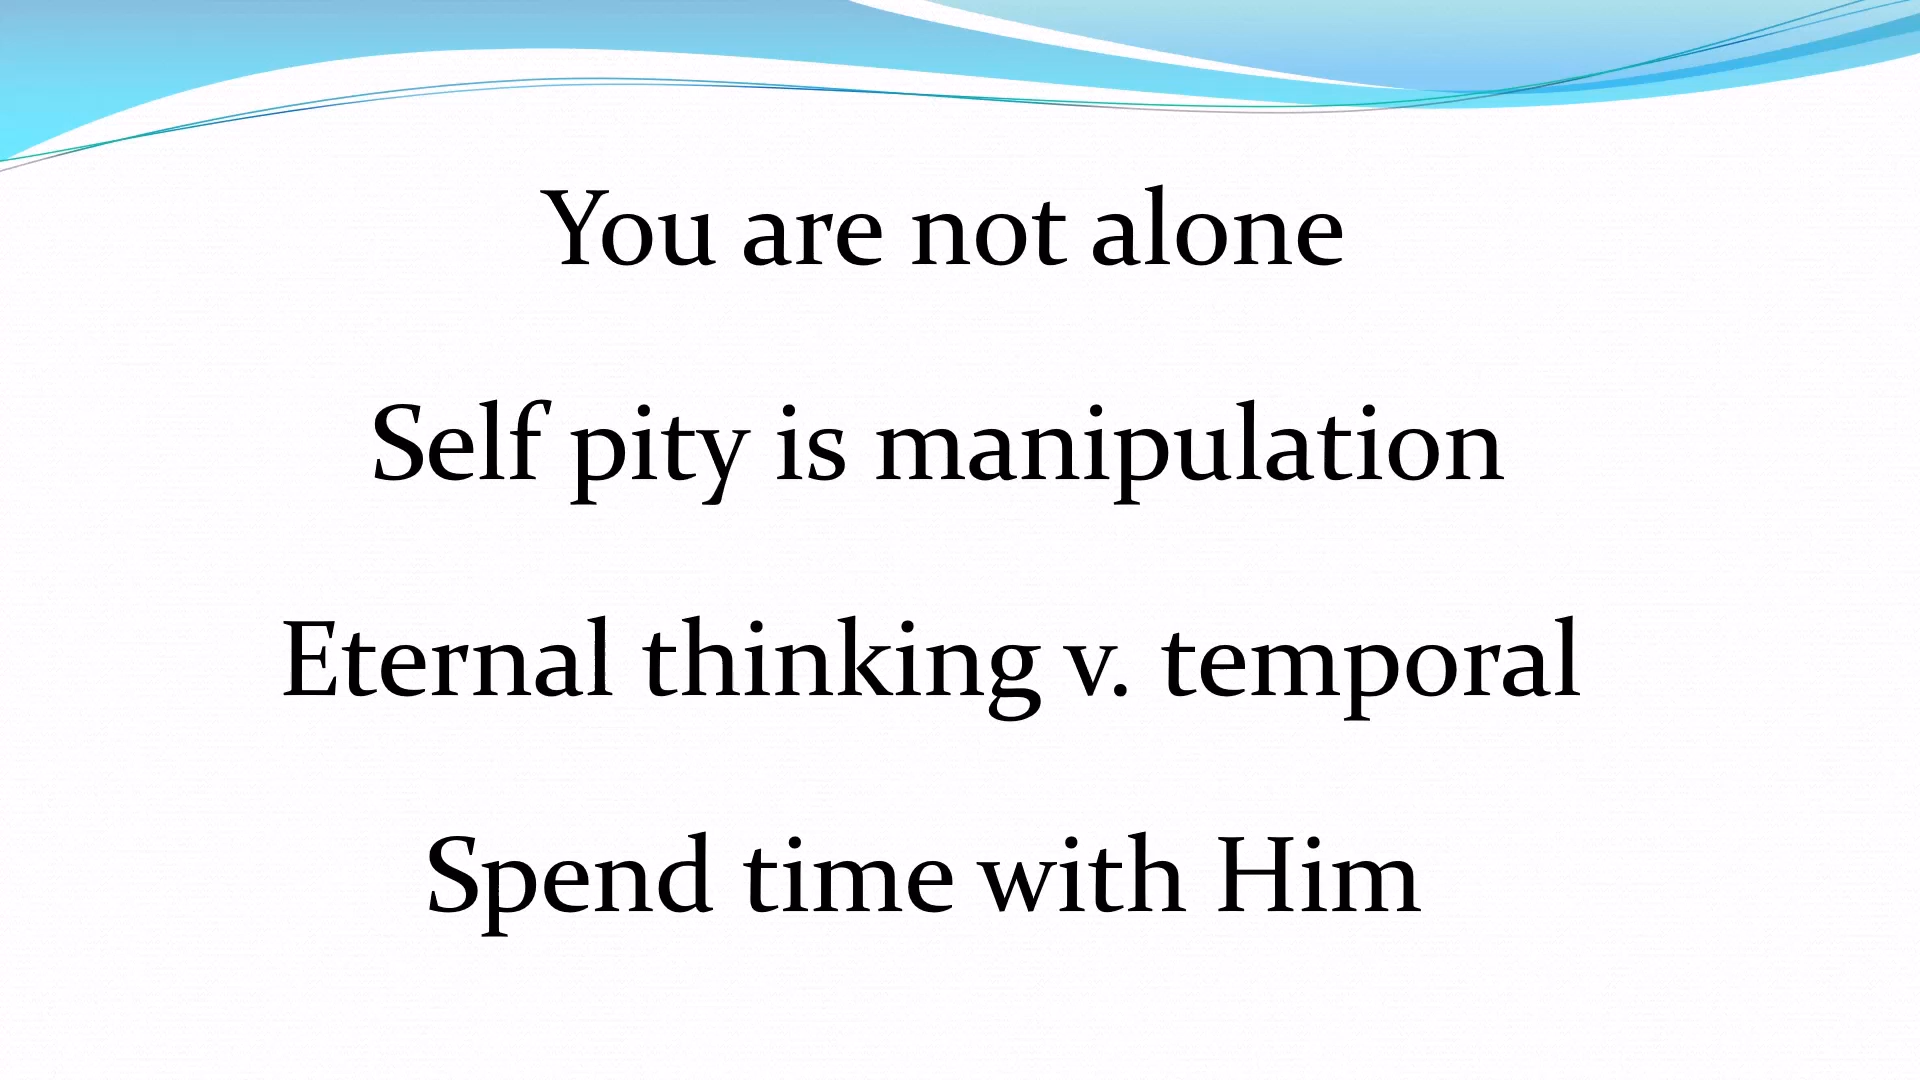 You are not alone
Self pity is manipulation
Eternal thinking v. temporal
Spend time with Him